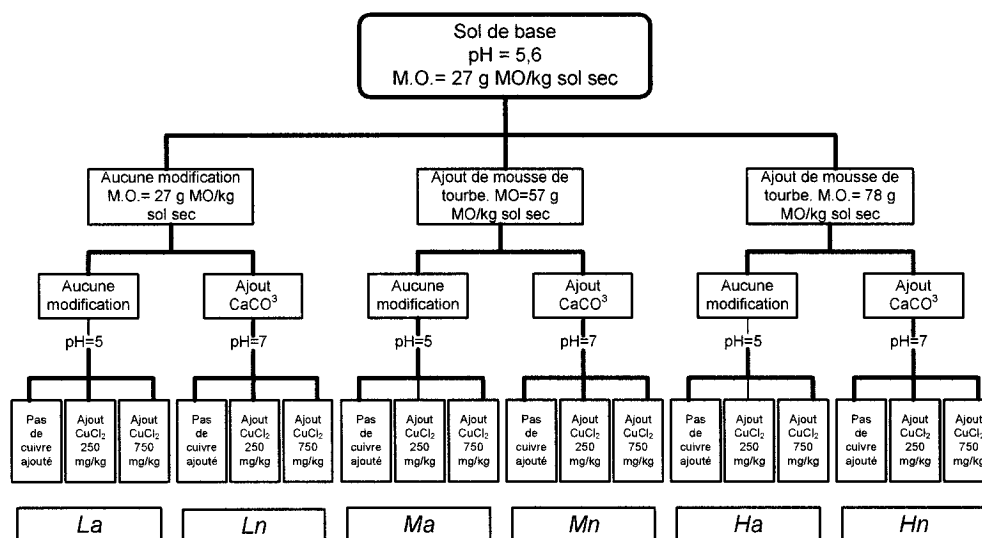 Sol de base
pH = 5,6
M.O.= 27 g MO/kg sol sec
Aucune modification
M.O.= 27 g MO/kg
sol sec
Ajout de mousse de
tourbe. MO=57 g
MO/kg sol sec
Ajout de mousse de
tourbe. M.O.= 78 g
MO/kg sol sec
Aucune
modification
Ajout
CaCO³
Aucune
modification
Ajout
CaCO³
Aucune
modification
Ajout
CaCO³
pH=5
pH=7
pH=5
pH=7
pH=5
pH=7
Pas
de
cuivre
ajouté
Ajout
CuCl₂
250
mg/kg
Ajout
CuCl₂
750
mg/kg
Pas
de
cuivre
ajouté
Ajout
CuCl₂
250
mg/kg
Ajout
CuCl₂
750
mg/kg
Pas
de
cuivre
ajouté
Ajout
CuCl₂
250
mg/kg
Ajout
CuCl₂
750
mg/kg
Pas
de
cuivre
ajouté
Ajout
CuCl₂
250
mg/kg
Ajout
CuCl₂
750
mg/kg
Pas
de
cuivre
ajouté
Ajout
CuCl₂
250
mg/kg
Ajout
CuCl₂
750
mg/kg
Pas
de
cuivre
ajouté
Ajout
CuCl₂
250
mg/kg
Ajout
CuCl₂
750
mg/kg
La
Ln
Ma
Mn
Ha
Hn